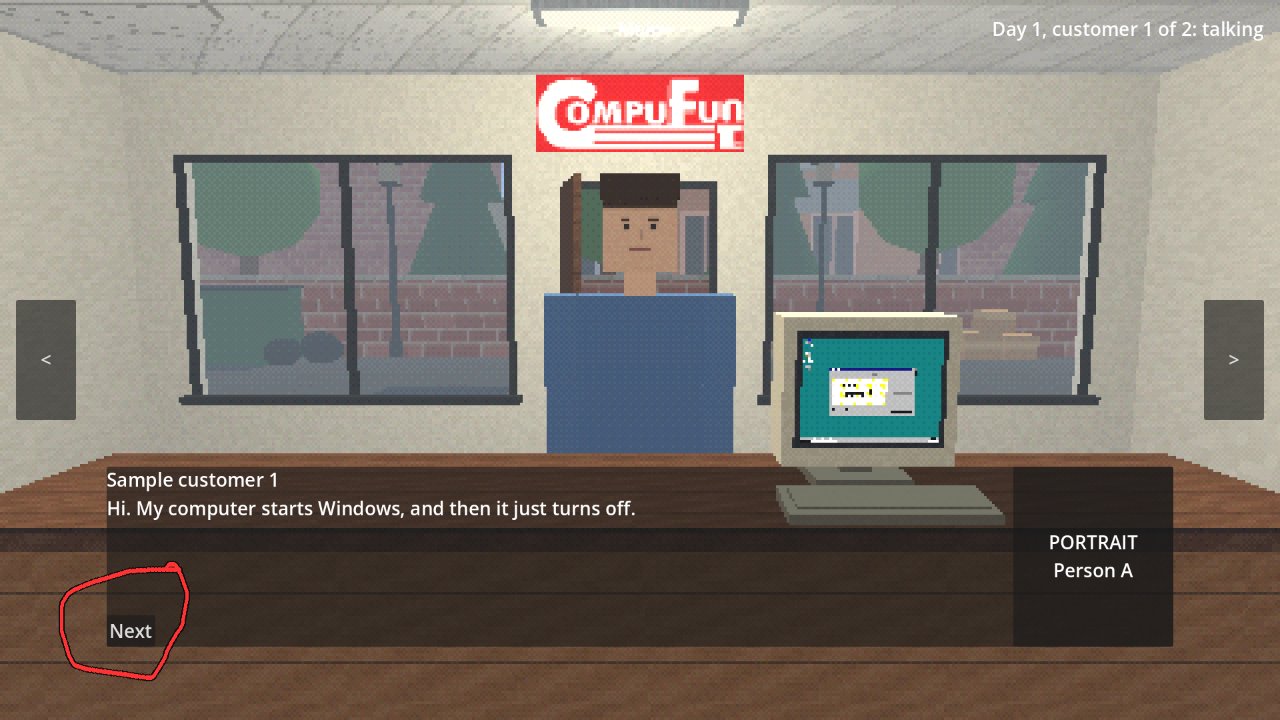 Day 1, customer 1 of 2: talking
COMPUFUN
<
>
Sample customer 1
Hi. My computer starts Windows, and then it just turns off.
PORTRAIT
Person A
Next